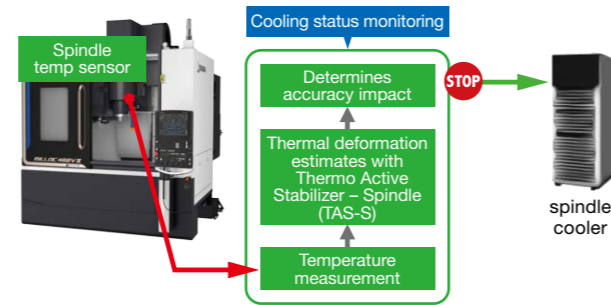 Cooling status monitoring
Spindle
temp sensor
Determines
accuracy impact
STOP
Thermal deformation
estimates with
Thermo Active
Stabilizer – Spindle
(TAS-S)
Temperature
measurement
spindle
cooler